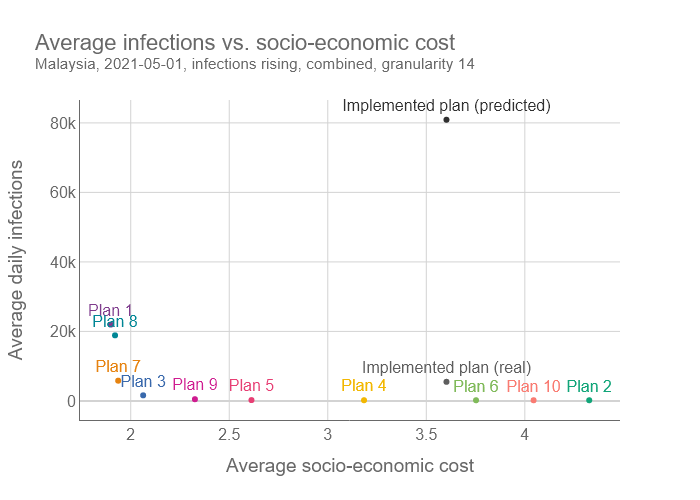 Average infections vs. socio-economic cost
Malaysia, 2021-05-01, infections rising, combined, granularity 14
Implemented plan (predicted)
80k
60k
40k
20k
0
Average daily infections
Plan 1
Plan 8
Plan 7
Plan 3
Plan 9
Plan 5
Implemented plan (real)
Plan 4
Plan 6
Plan 10
Plan 2
2
2.5
3
3.5
4
Average socio-economic cost